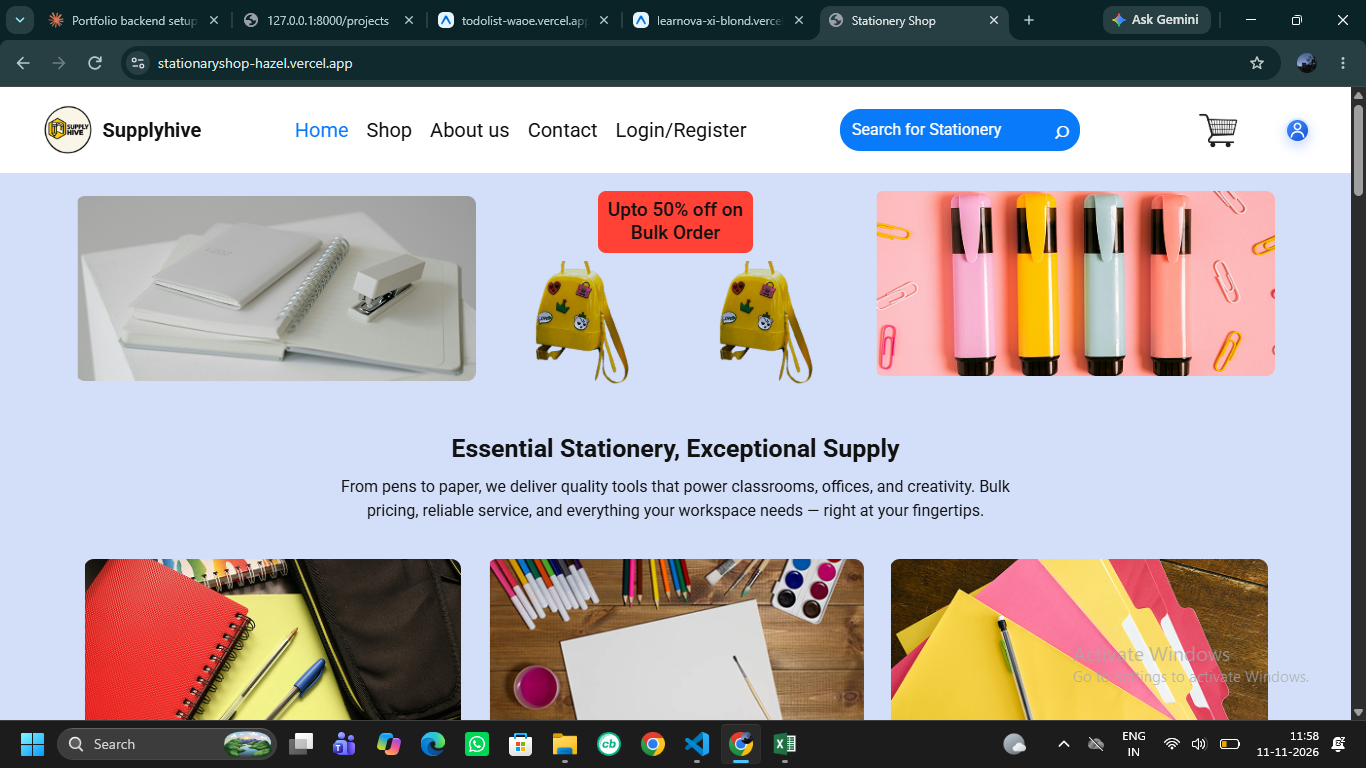 Portfolio backend setup
127.0.0.1:8000/projects
todolist-waoe.vercel.app
learnova-xi-blond.verce
Stationery Shop
Ask Gemini
stationaryshop-hazel.vercel.app
SUPPLY
HIVE
Supplyhive
Home
Shop
About us
Contact
Login/Register
Search for Stationery
Upto 50% off on
Bulk Order
Essential Stationery, Exceptional Supply
From pens to paper, we deliver quality tools that power classrooms, offices, and creativity. Bulk
pricing, reliable service, and everything your workspace needs — right at your fingertips.
Activate Windows
Go to Settings to activate Windows.
Search
cb
ENG
IN
11:58
11-11-2026